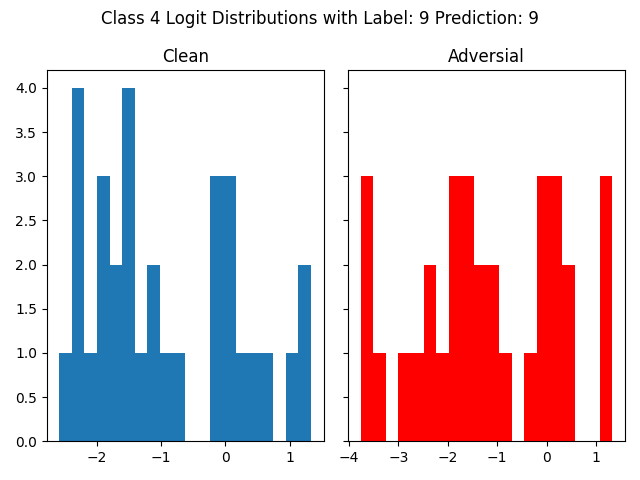 Class 4 Logit Distributions with Label: 9 Prediction: 9
Clean
Adversial
4.0
3.5
3.0
2.5
2.0
1.5
1.0
0.5
0.0
−2 −1 0 1
−4 −3 −2 −1 0 1